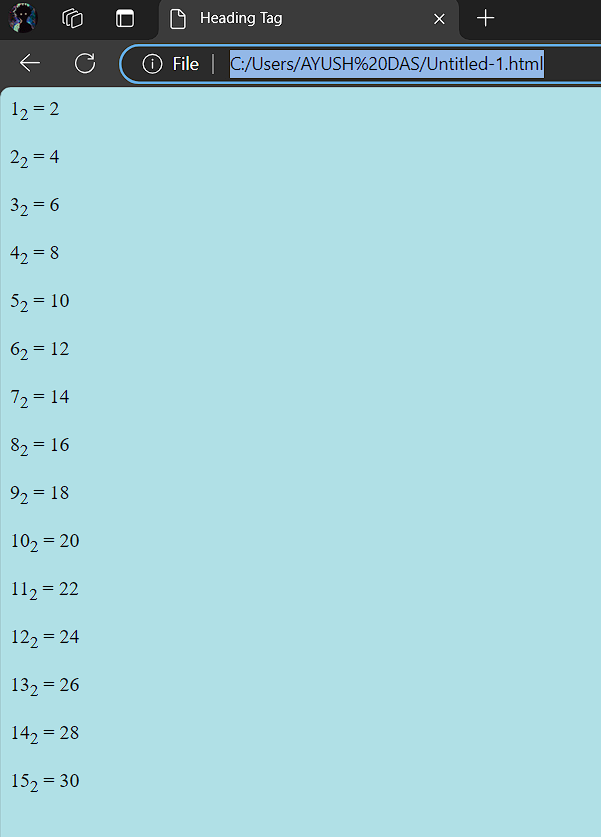 Heading Tag
File
C:/Users/AYUSH%20DAS/Untitled-1.html
1₂ = 2
2₂ = 4
3₂ = 6
4₂ = 8
5₂ = 10
6₂ = 12
7₂ = 14
8₂ = 16
9₂ = 18
10₂ = 20
11₂ = 22
12₂ = 24
13₂ = 26
14₂ = 28
15₂ = 30